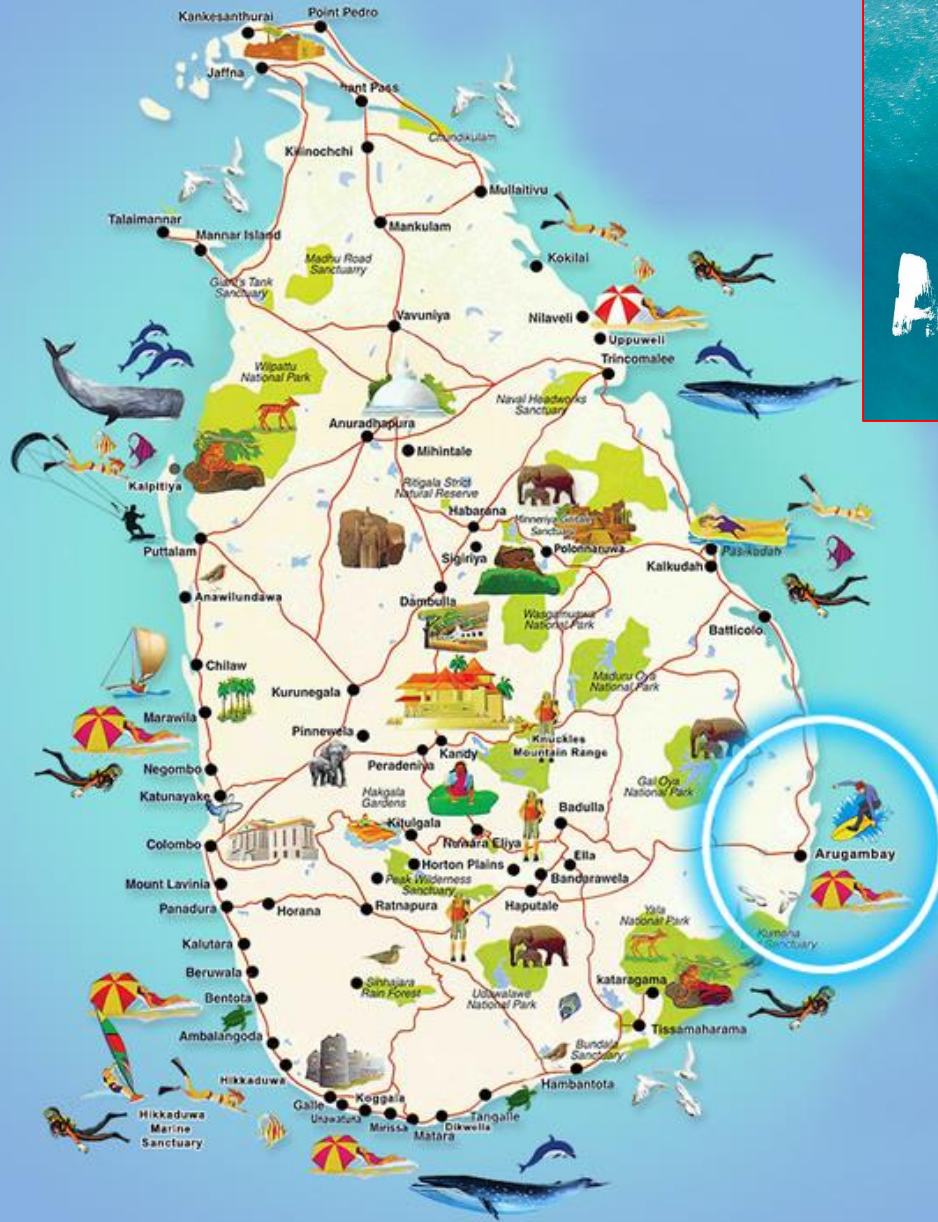 Kankesanthurai
Point Pedro
Jaffna
hant Pass
Chundikulam
Kilinochchi
Mullaitivu
Talaimannar
Mannar Island
Mankulam
Kokilai
Madhu Road
Sanctuarry
Giant's Tank
Sanctuary
Vavuniya
Nilaveli
Uppuweli
Trincomalee
Wilpattu
National Park
Naval Headworks
Sanctuary
Anuradhapura
Mihintale
Kalpitiya
Ritigala Strict
Natural Reserve
Habarana
Sanctuary
Puttalam
Sigiriya
Polonnaruwa
Pasikudah
Kalkudah
Anawilundawa
Dambulla
Wasgamuawa
National Park
Batticolo
Chilaw
Maduru Oya
National Park
Kurunegala
Marawila
Pinnewela
Knuckles
Mountain Range
Kandy
Peradeniya
Negombo
Katunayake
Hakgala
Gardens
Gal Oya
National Park
Badulla
Kitulgala
Nuwara Eliya
Colombo
Arugambay
Ella
Horton Plains
Bandarawela
Mount Lavinia
Peak Wilderness
Sanctuary
Haputale
Panadura
Horana
Ratnapura
Yala
National Park
Kumana
Sanctuary
Kalutara
Beruwala
Sihhajara
Rain Forest
Udawalawe
National Park
kataragama
Bentota
Tissamaharama
Ambalangoda
Bundala
Sanctuary
Hikkaduwa
Hambantota
Galle
Koggala
Tangalle
Unawatuna
Mirissa
Dikwella
Matara
Hikkaduwa
Marine
Sanctuary
A